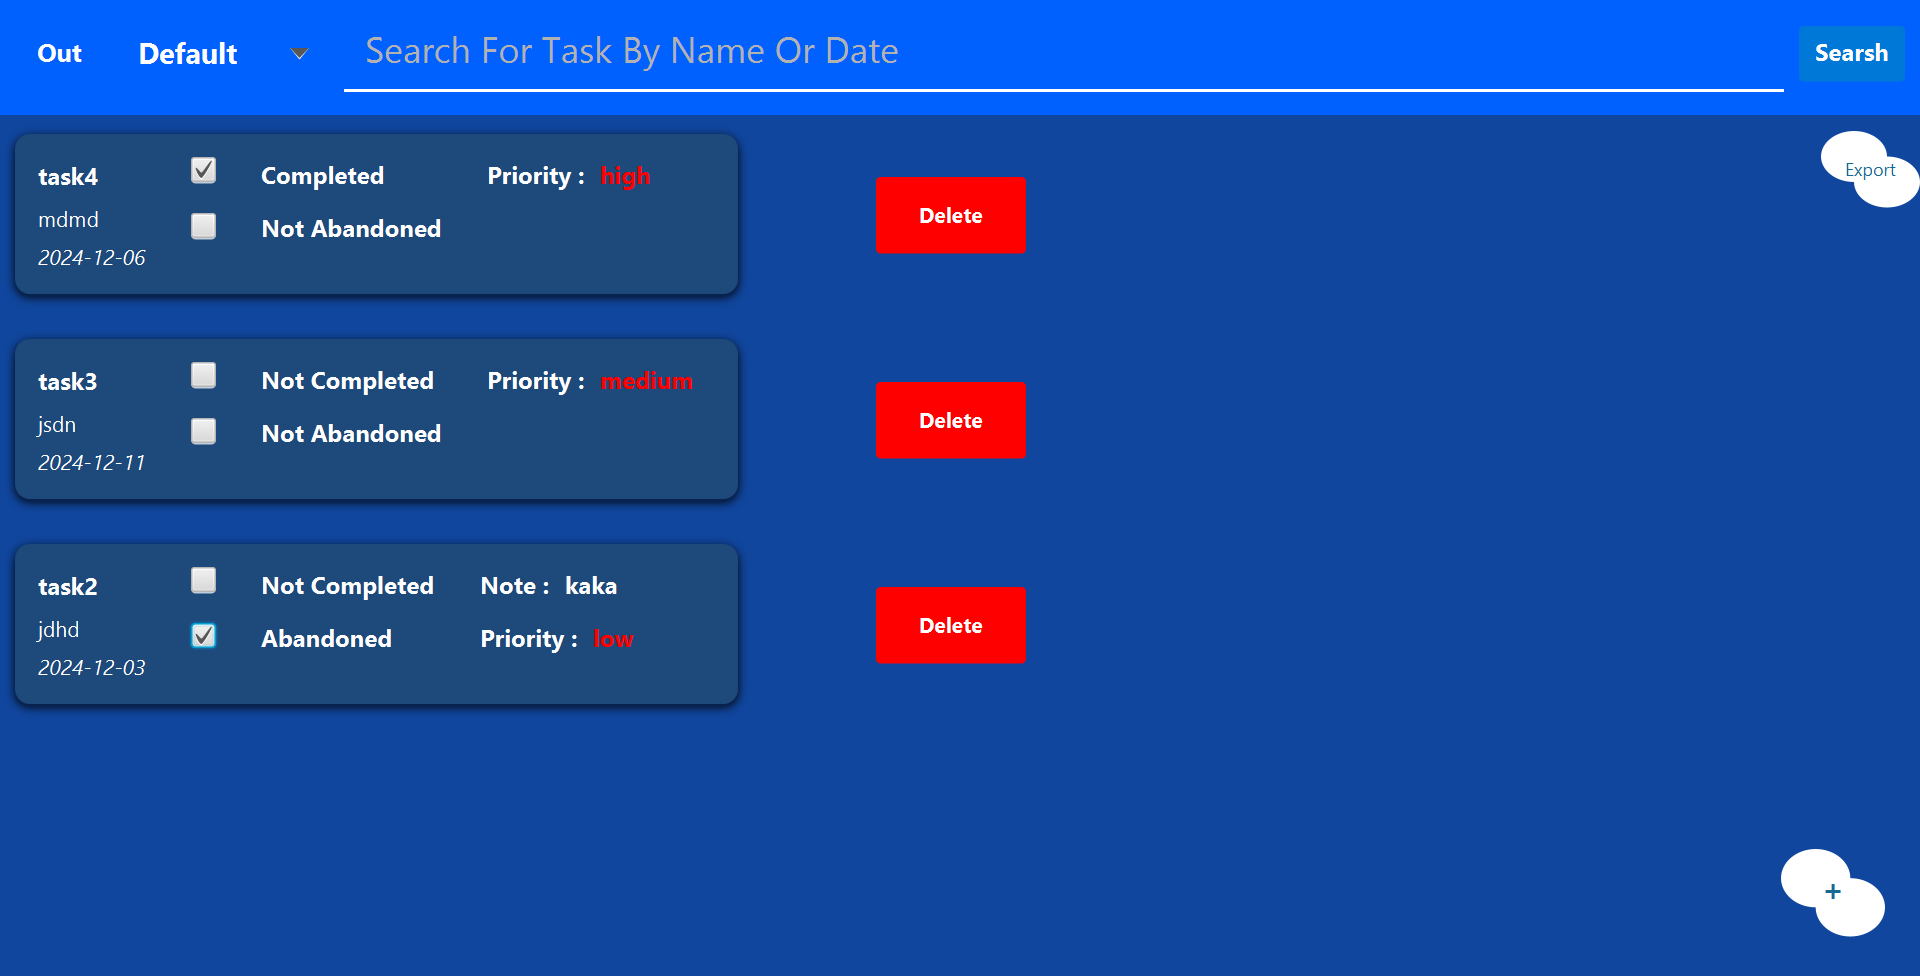 Out
Default
Search For Task By Name Or Date
Searsh
Export
task4
mdmd
2024-12-06
Completed
Not Abandoned
Priority : high
Delete
task3
jsdn
2024-12-11
Not Completed
Not Abandoned
Priority : medium
Delete
task2
jdhd
2024-12-03
Not Completed
Abandoned
Note : kaka
Priority : low
Delete
+